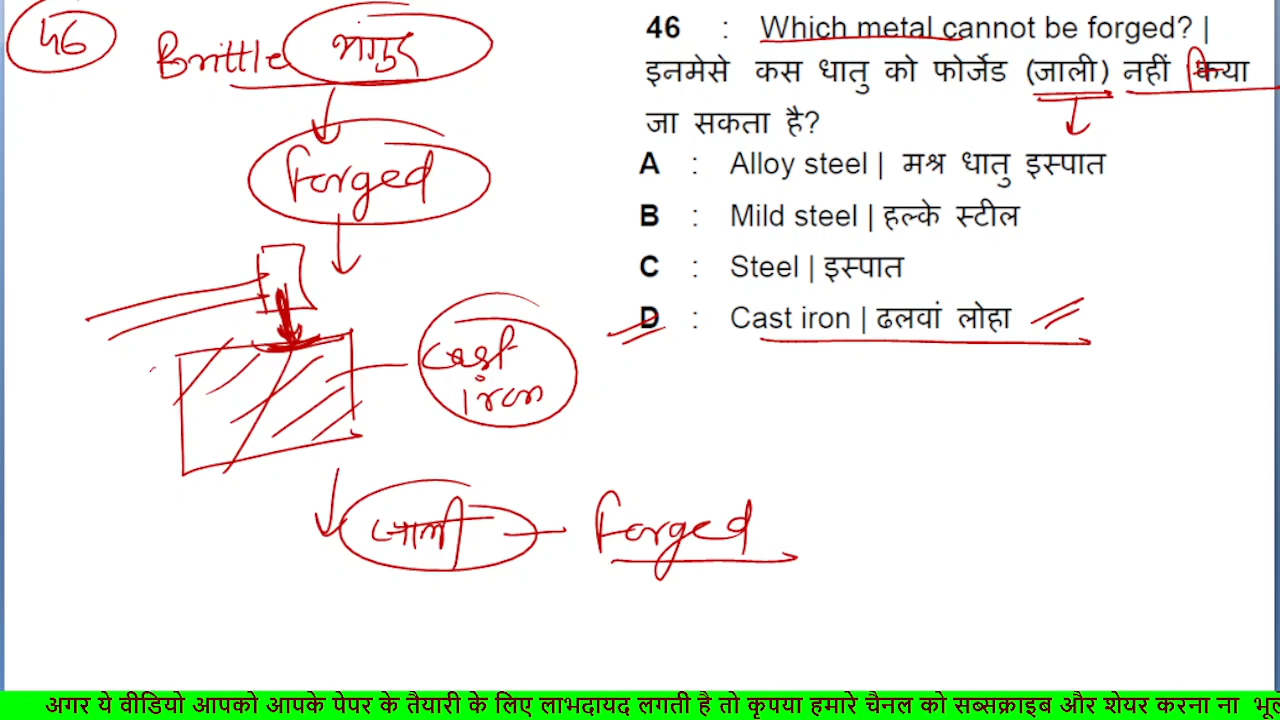 46
Brittle भंगुर
Forged
Cast
iron
जाली - Forged
46 : Which metal cannot be forged? |
इनमेसे कस धातु को फोर्जेड (जाली) नहीं किया
जा सकता है?
A : Alloy steel | मश्र धातु इस्पात
B : Mild steel | हल्के स्टील
C : Steel | इस्पात
D : Cast iron | ढलवां लोहा
अगर ये वीडियो आपको आपके पेपर के तैयारी के लिए लाभदायद लगती है तो कृपया हमारे चैनल को सब्सक्राइब और शेयर करना ना भूले